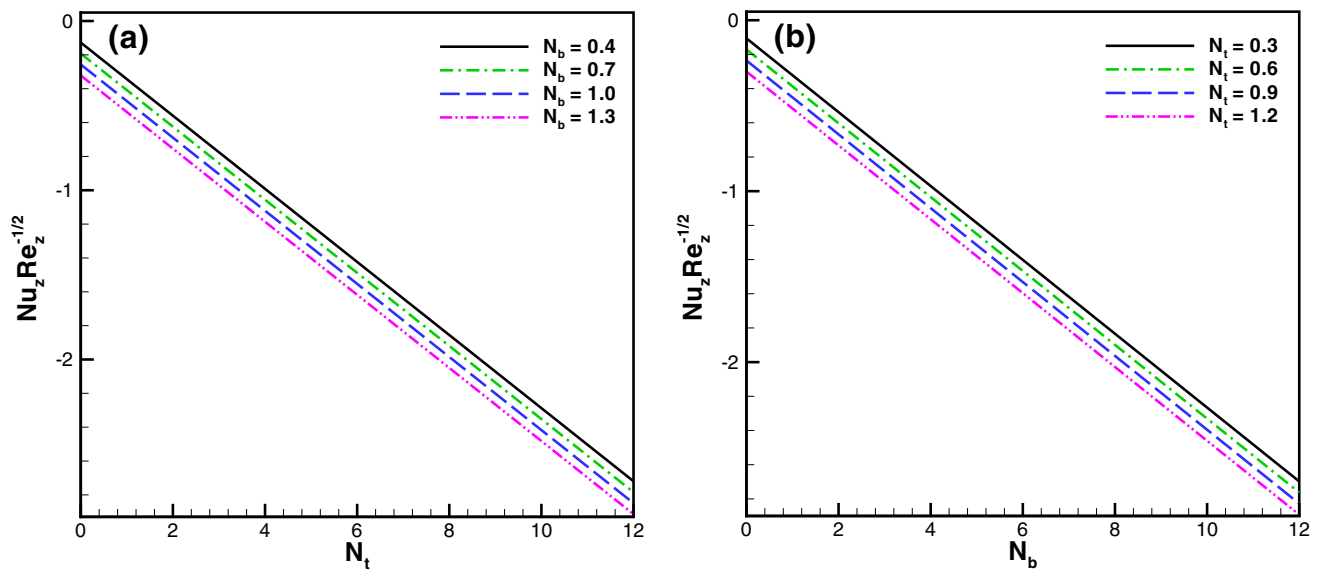 (a)
N_b = 0.4
N_b = 0.7
N_b = 1.0
N_b = 1.3
0
-1
-2
Nu_zRe_z^-1/2
0 2 4 6 8 10 12
N_t
(b)
N_t = 0.3
N_t = 0.6
N_t = 0.9
N_t = 1.2
0
-1
-2
Nu_zRe_z^-1/2
0 2 4 6 8 10 12
N_b